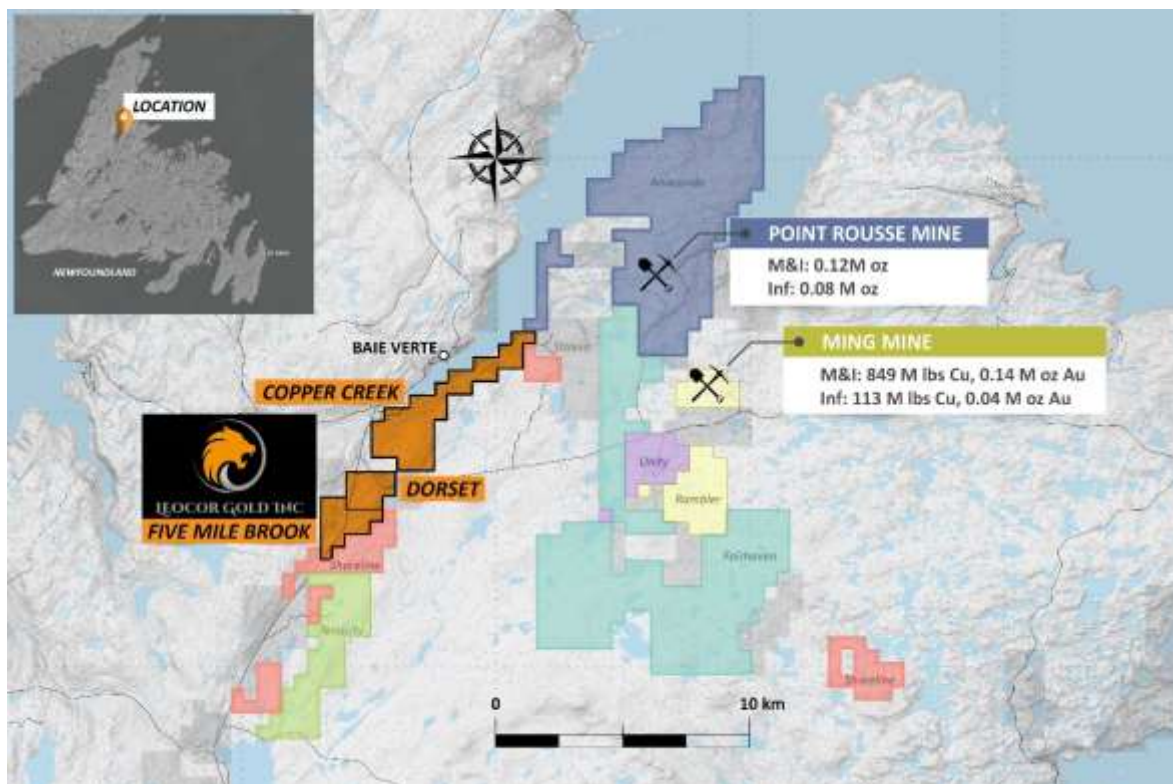 LOCATION
NEWFOUNDLAND
Anaconda
POINT ROUSSE MINE
M&I: 0.12M oz
Inf: 0.08 M oz
BAIE VERTE
MING MINE
M&I: 849 M lbs Cu, 0.14 M oz Au
Inf: 113 M lbs Cu, 0.04 M oz Au
COPPER CREEK
LEOCOR GOLD INC
DORSET
FIVE MILE BROOK
Unity
Rambler
Shoreline
Shoreline
0
10 km